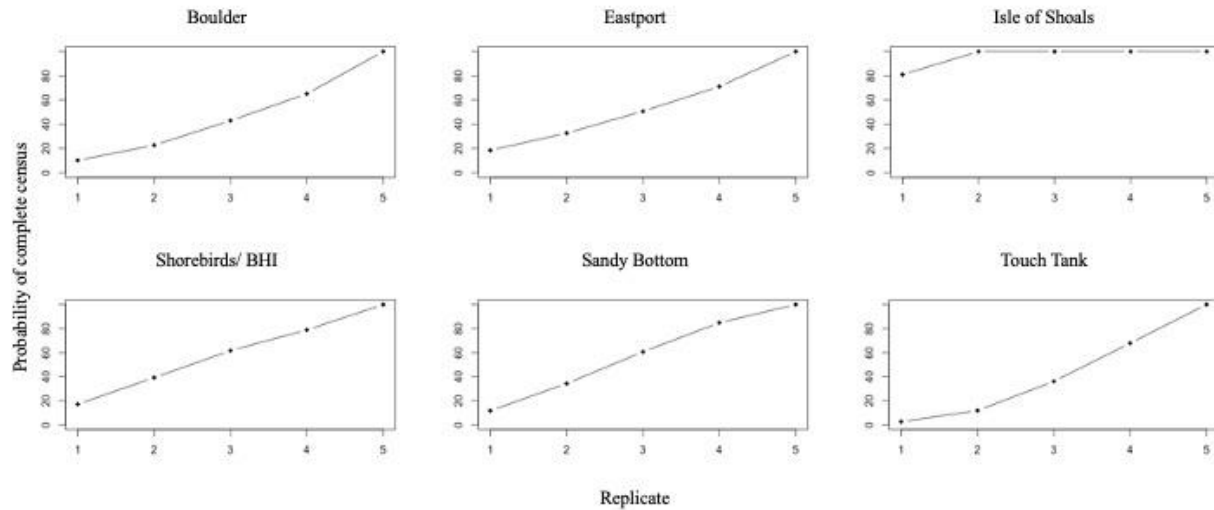 Boulder
Eastport
Isle of Shoals
0 20 40 60 80
0 20 40 60 80
0 20 40 60 80
1 2 3 4 5
1 2 3 4 5
1 2 3 4 5
Probability of complete census
Shorebirds/ BHI
Sandy Bottom
Touch Tank
0 20 40 60 80
0 20 40 60 80
0 20 40 60 80
1 2 3 4 5
1 2 3 4 5
1 2 3 4 5
Replicate